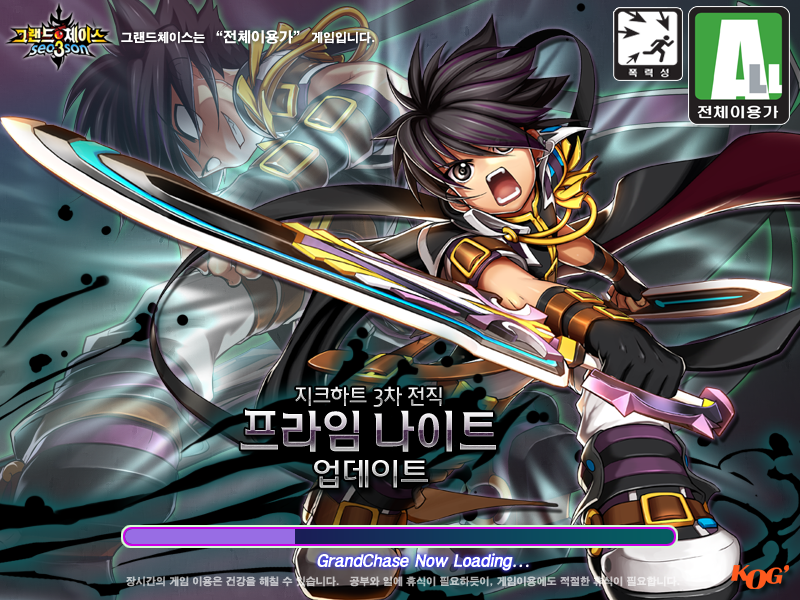 그랜드체이스
seo3son
그랜드체이스는 “전체이용가” 게임입니다.
폭력성
ALL
전체이용가
지크하트 3차 전직
프라임 나이트
업데이트
GrandChase Now Loading...
장시간의 게임 이용은 건강을 해칠 수 있습니다. 공부와 일에 휴식이 필요하듯이, 게임이용에도 적절한 휴식이 필요합니다.
KOG'